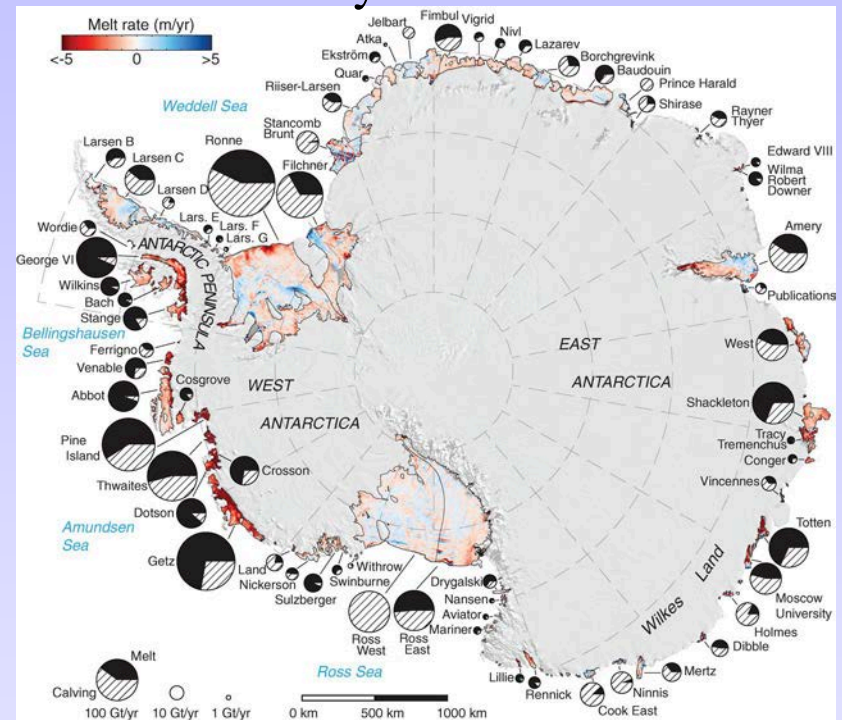 Melt rate (m/yr)
<-5
0
>5
Jelbart
Fimbul
Vigrid
Nivl
Lazarev
Atka
Ekström
Quar
Riiser-Larsen
Borchgrevink
Baudouin
Prince Harald
Shirase
Rayner
Thyer
Weddell Sea
Stancomb
Brunt
Ronne
Filchner
Larsen B
Larsen C
Larsen D
Lars. E
Lars. F
Lars. G
Edward VIII
Wilma
Robert
Downer
Amery
Publications
Wordie
George VI
Wilkins
Bach
Stange
ANTARCTIC PENINSULA
Bellingshausen
Sea
Ferrigno
Venable
Abbot
Cosgrove
WEST
ANTARCTICA
EAST
ANTARCTICA
West
Shackleton
Tracy
Tremenchus
Conger
Vincennes
Pine
Island
Thwaites
Crosson
Dotson
Amundsen
Sea
Getz
Land
Nickerson
Sulzberger
Swinburne
Withrow
Ross
West
Ross
East
Drygalski
Nansen
Aviator
Mariner
Lillie
Rennick
Cook East
Ninnis
Mertz
Dibble
Holmes
Moscow
University
Totten
Wilkes Land
Ross Sea
Melt
Calving
100 Gt/yr
10 Gt/yr
1 Gt/yr
0 km
500 km
1000 km